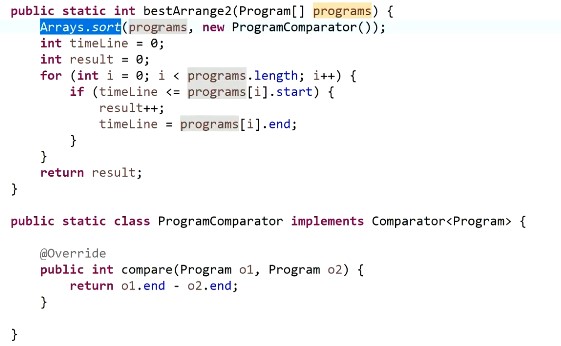 public static int bestArrange2(Program[] programs) {
    Arrays.sort(programs, new ProgramComparator());
    int timeLine = 0;
    int result = 0;
    for (int i = 0; i < programs.length; i++) {
        if (timeLine <= programs[i].start) {
            result++;
            timeLine = programs[i].end;
        }
    }
    return result;
}
public static class ProgramComparator implements Comparator<Program> {
    @Override
    public int compare(Program o1, Program o2) {
        return o1.end - o2.end;
    }
}